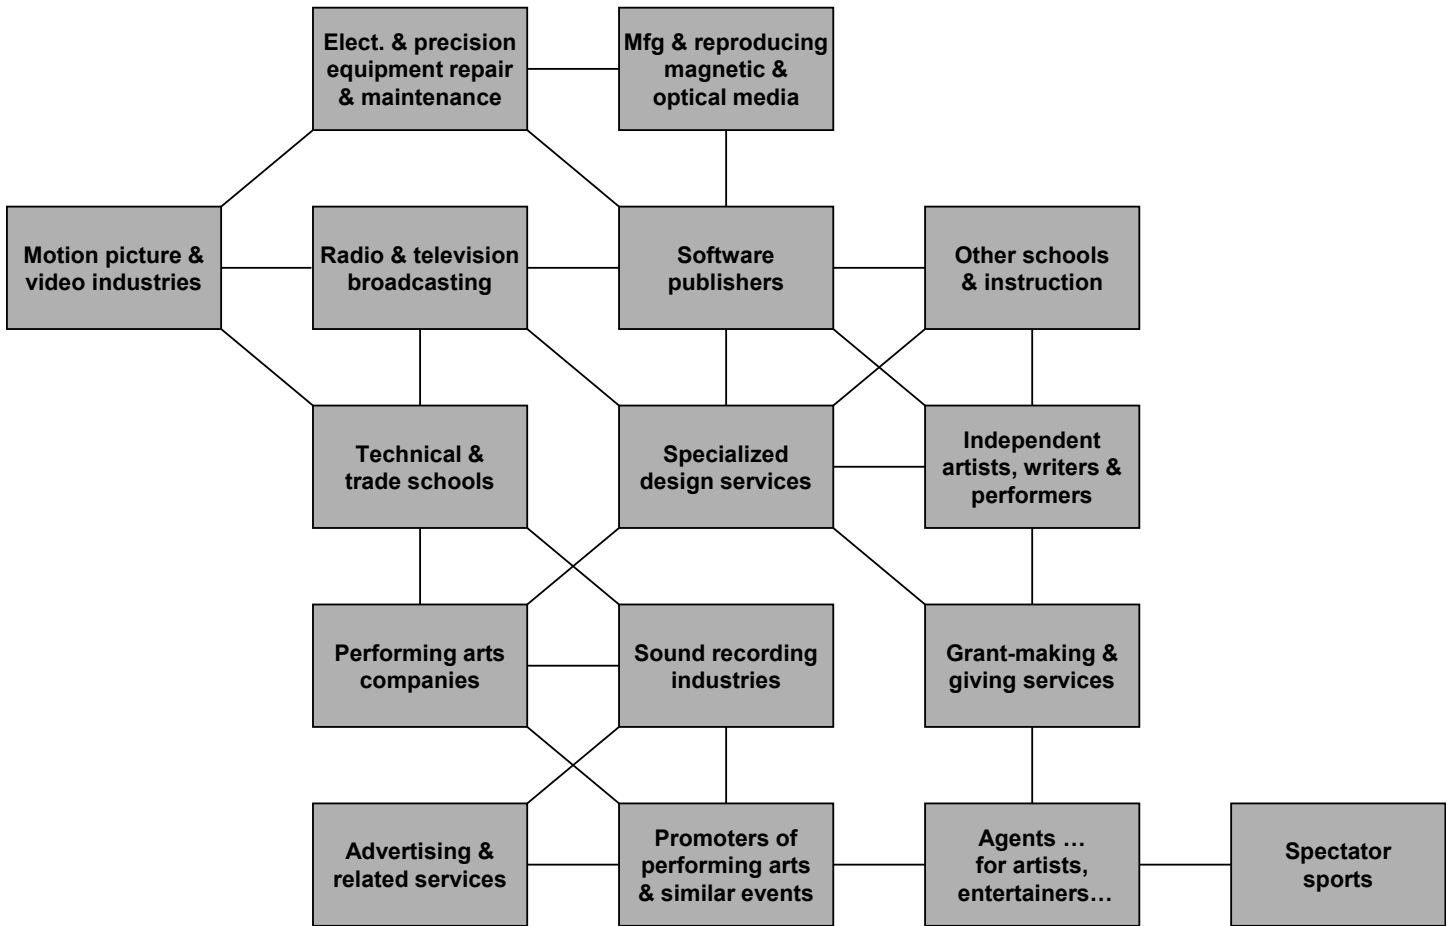 Elect. & precision
equipment repair
& maintenance
Mfg & reproducing
magnetic &
optical media
Motion picture &
video industries
Radio & television
broadcasting
Software
publishers
Other schools
& instruction
Technical &
trade schools
Specialized
design services
Independent
artists, writers &
performers
Performing arts
companies
Sound recording
industries
Grant-making &
giving services
Advertising &
related services
Promoters of
performing arts
& similar events
Agents …
for artists,
entertainers…
Spectator
sports